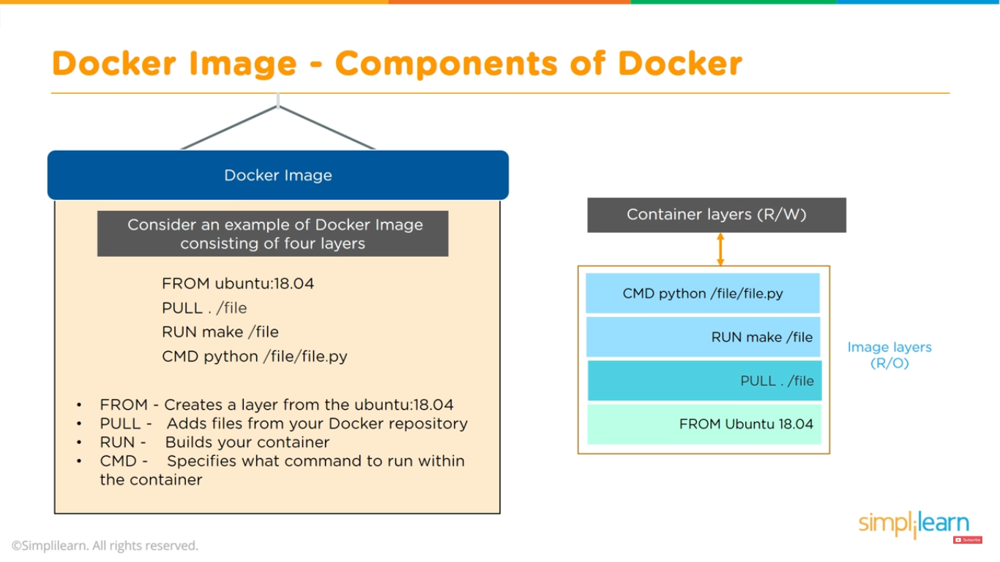 Docker Image - Components of Docker
Docker Image
Consider an example of Docker Image
consisting of four layers
FROM ubuntu:18.04
PULL . /file
RUN make /file
CMD python /file/file.py
• FROM - Creates a layer from the ubuntu:18.04
• PULL - Adds files from your Docker repository
• RUN - Builds your container
• CMD - Specifies what command to run within
the container
Container layers (R/W)
CMD python /file/file.py
RUN make /file
PULL . /file
FROM Ubuntu 18.04
Image layers
(R/O)
simplilearn
Subscribe
©Simplilearn. All rights reserved.